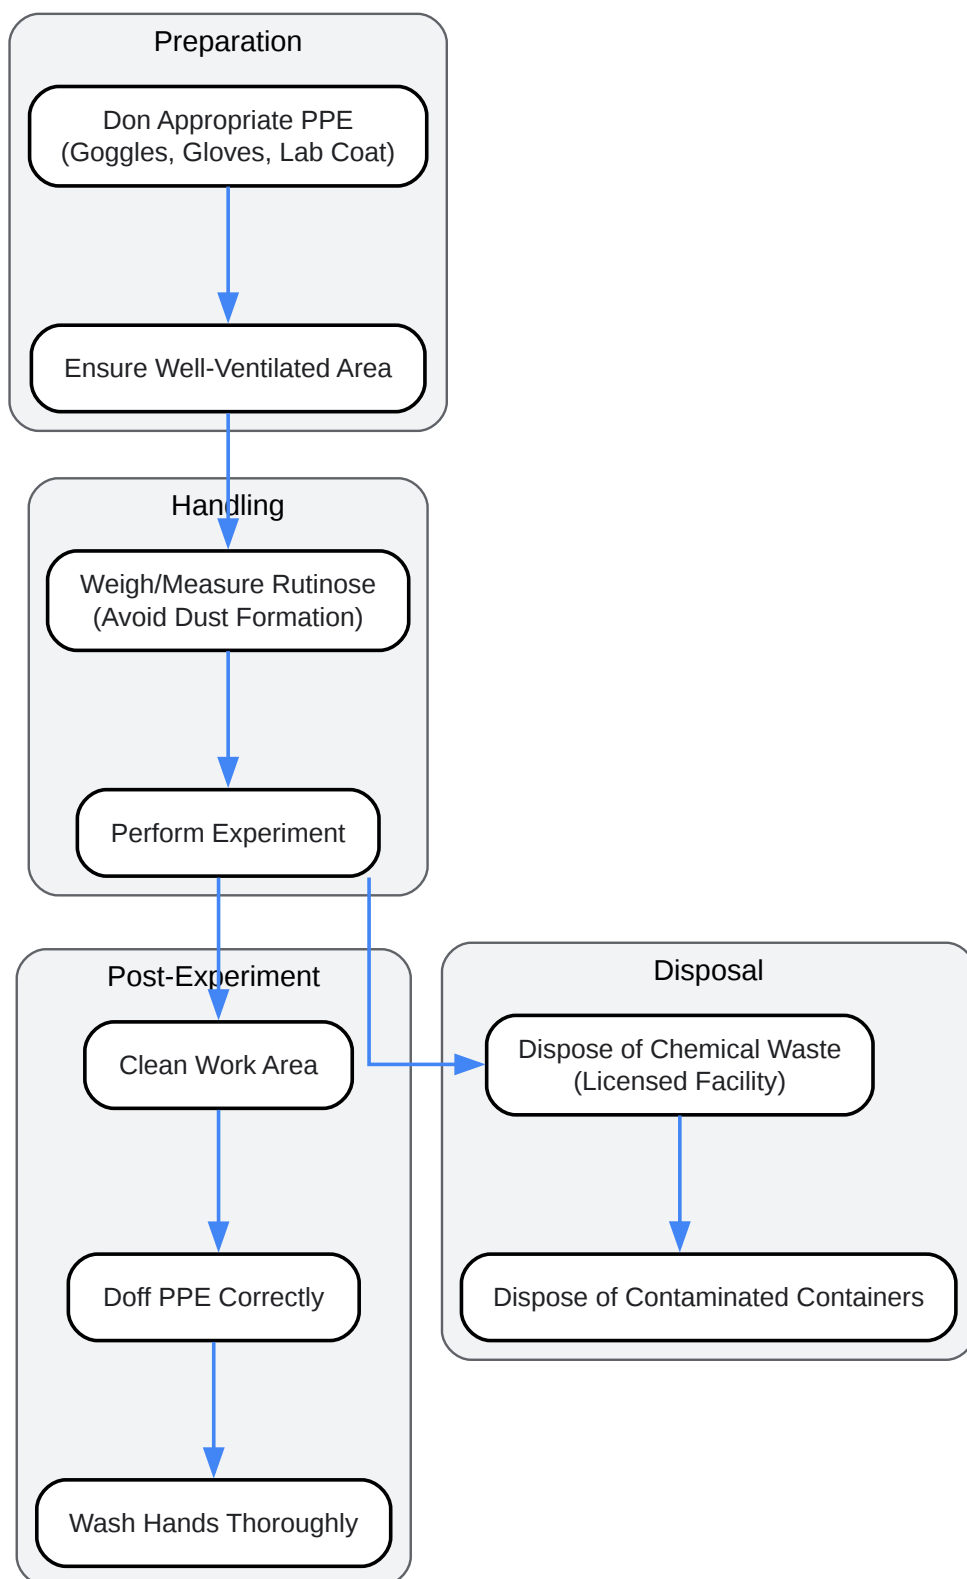 Preparation
Don Appropriate PPE
(Goggles, Gloves, Lab Coat)
Ensure Well-Ventilated Area
Handling
Weigh/Measure Rutinose
(Avoid Dust Formation)
Perform Experiment
Post-Experiment
Clean Work Area
Doff PPE Correctly
Wash Hands Thoroughly
Disposal
Dispose of Chemical Waste
(Licensed Facility)
Dispose of Contaminated Containers